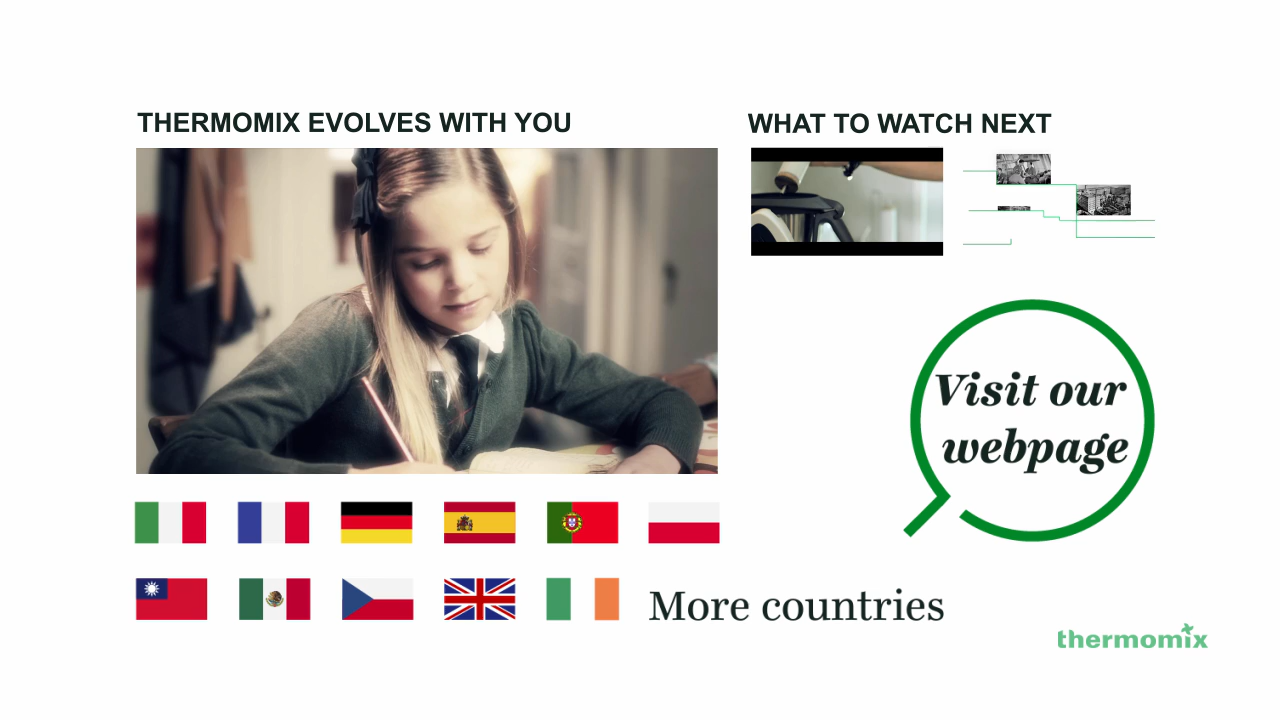 THERMOMIX EVOLVES WITH YOU
WHAT TO WATCH NEXT
Visit our
webpage
More countries
thermomix